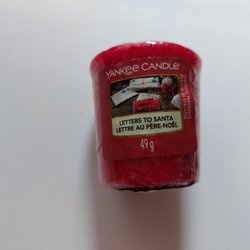 YANKEE CANDLE
LETTERS TO SANTA
LETTRE AU PÈRE-NOËL
49 g